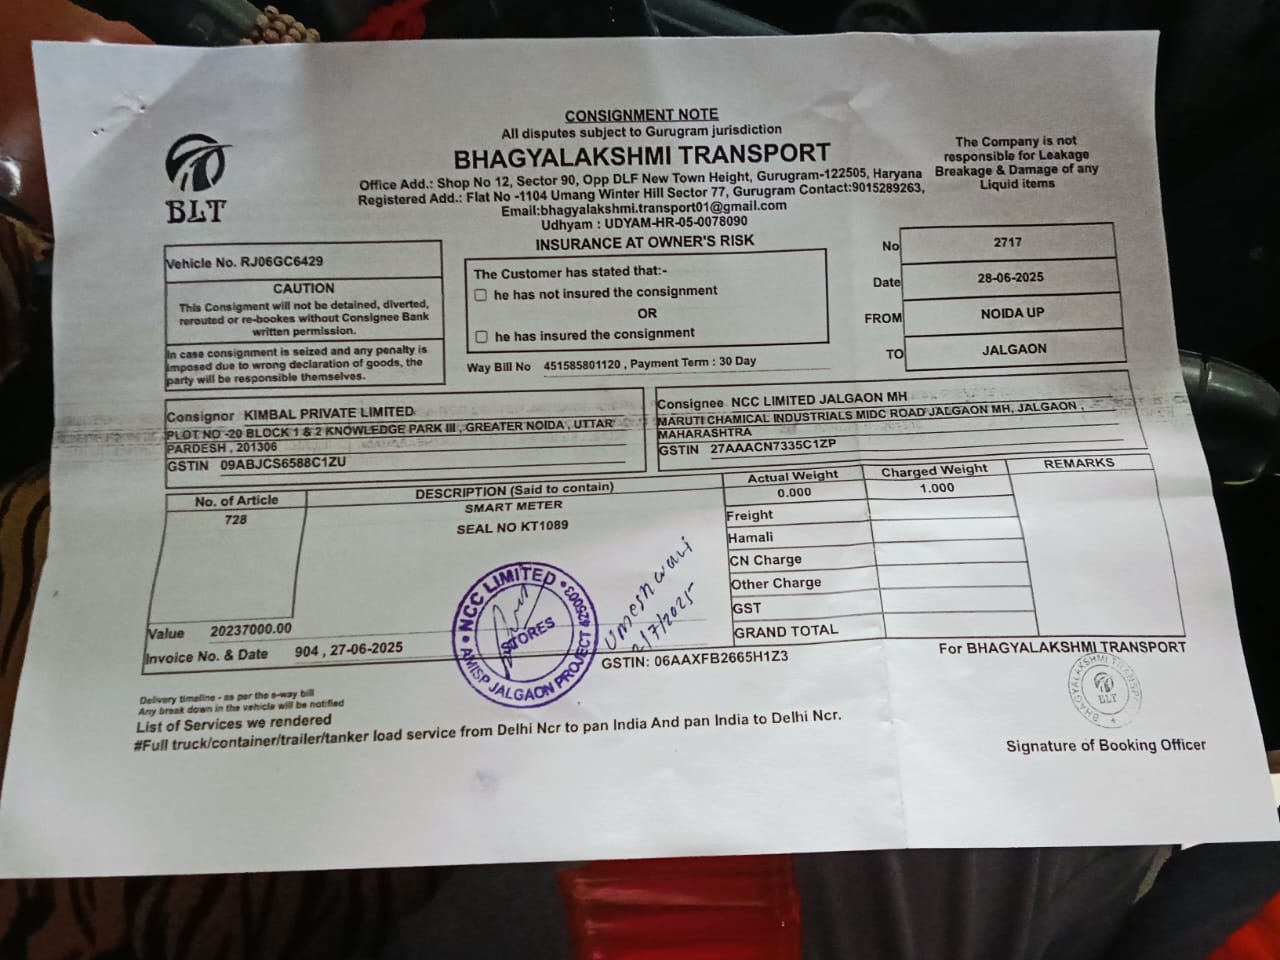 CONSIGNMENT NOTE
All disputes subject to Gurugram jurisdiction
BHAGYALAKSHMI TRANSPORT
Office Add.: Shop No 12, Sector 90, Opp DLF New Town Height, Gurugram-122505, Haryana
Registered Add.: Flat No -1104 Umang Winter Hill Sector 77, Gurugram Contact:9015289263,
Email:bhagyalakshmi.transport01@gmail.com
Udhyam : UDYAM-HR-05-0078090
INSURANCE AT OWNER'S RISK
BLT
The Company is not
responsible for Leakage
Breakage & Damage of any
Liquid items
Vehicle No. RJ06GC6429
CAUTION
This Consigment will not be detained, diverted,
rerouted or re-bookes without Consignee Bank
written permission.
In case consignment is seized and any penalty is
imposed due to wrong declaration of goods, the
party will be responsible themselves.
The Customer has stated that:-
he has not insured the consignment
OR
he has insured the consignment
Way Bill No 451585801120 , Payment Term : 30 Day
No 2717
Date 28-06-2025
FROM NOIDA UP
TO JALGAON
Consignor KIMBAL PRIVATE LIMITED
PLOT NO -20 BLOCK 1 & 2 KNOWLEDGE PARK III , GREATER NOIDA , UTTAR
PARDESH , 201306
GSTIN 09ABJCS6588C1ZU
Consignee NCC LIMITED JALGAON MH
MARUTI CHAMICAL INDUSTRIALS MIDC ROAD JALGAON MH, JALGAON ,
MAHARASHTRA
GSTIN 27AAACN7335C1ZP
No. of Article
728
DESCRIPTION (Said to contain)
SMART METER
SEAL NO KT1089
Actual Weight Charged Weight REMARKS
0.000 1.000
Freight
Hamali
CN Charge
Other Charge
GST
GRAND TOTAL
Value 20237000.00
Invoice No. & Date 904 , 27-06-2025
NCC LIMITED
STORES
AMISP JALGAON PROJECT 425003
Umesh wani
2/7/2025
GSTIN: 06AAXFB2665H1Z3
For BHAGYALAKSHMI TRANSPORT
BHAGYALAKSHMI TRANSP
BLT
Signature of Booking Officer
Delivery timeline - as per the e-way bill
Any break down in the vehicle will be notified
List of Services we rendered
#Full truck/container/trailer/tanker load service from Delhi Ncr to pan India And pan India to Delhi Ncr.